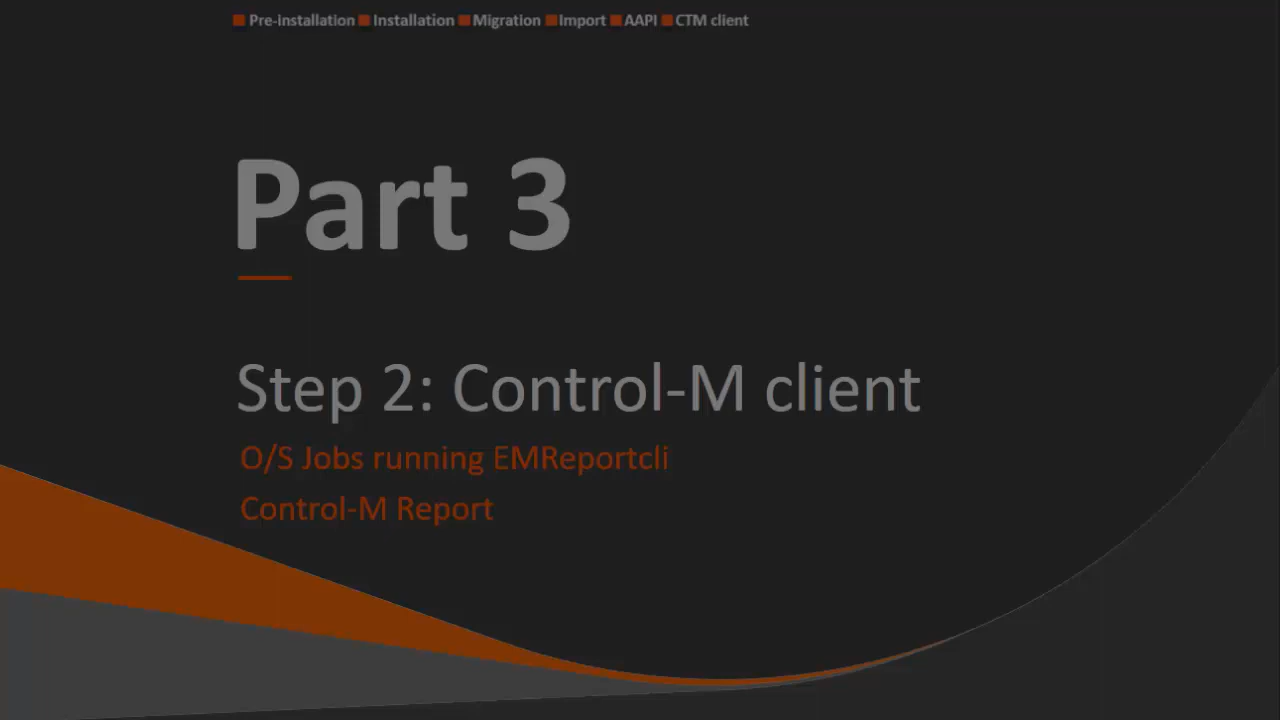 Pre-installation Installation Migration Import AAPI CTM client
Part 3
Step 2: Control-M client
O/S Jobs running EMReportcli
Control-M Report